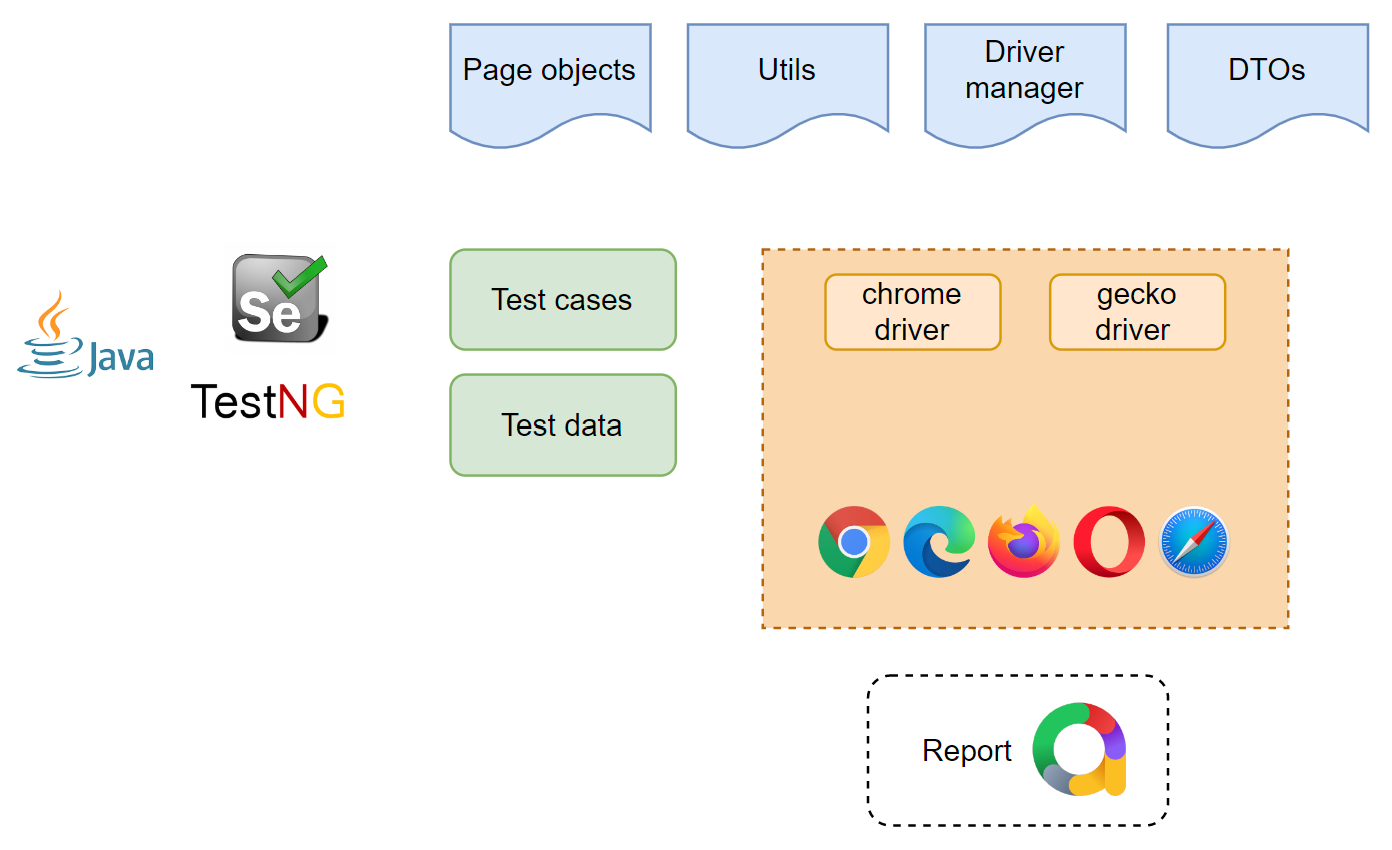 Page objects
Utils
Driver
manager
DTOs
Se
Java
TestNG
Test cases
Test data
chrome
driver
gecko
driver
Report